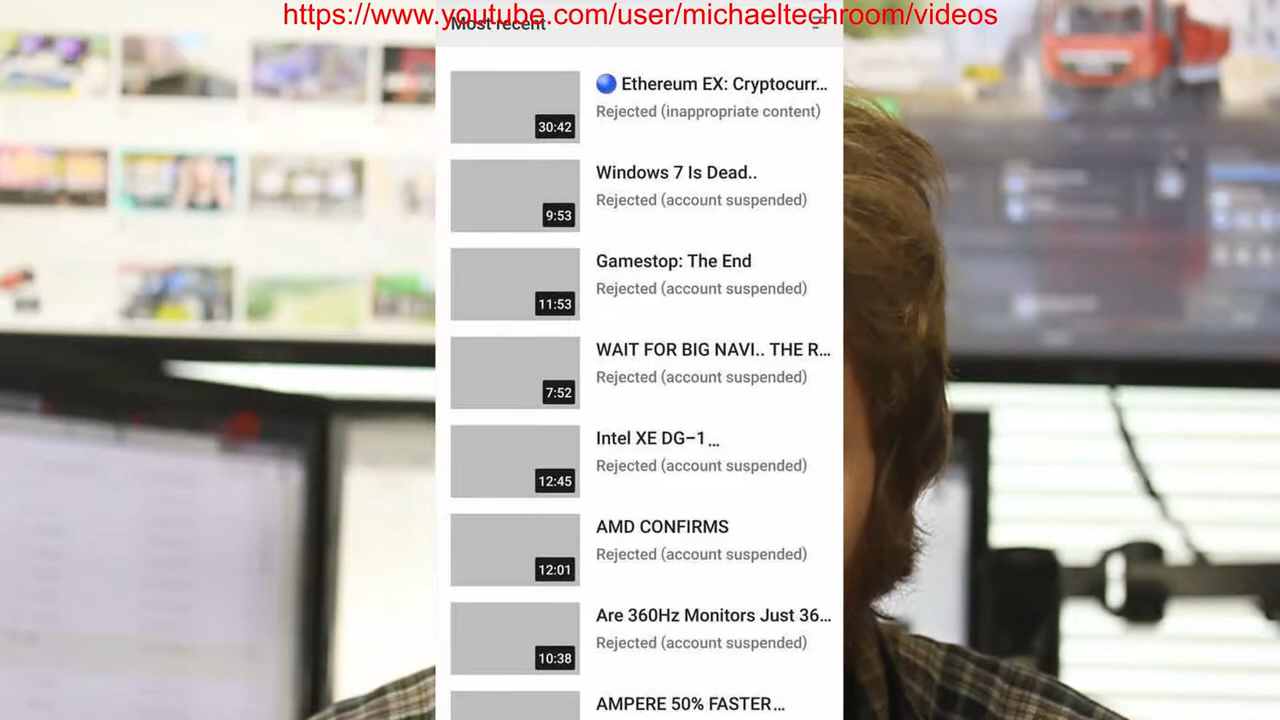 https://www.youtube.com/user/michaeltechroom/videos
Most recent
Ethereum EX: Cryptocurr...
Rejected (inappropriate content)
30:42
Windows 7 Is Dead..
Rejected (account suspended)
9:53
Gamestop: The End
Rejected (account suspended)
11:53
WAIT FOR BIG NAVI.. THE R...
Rejected (account suspended)
7:52
Intel XE DG-1...
Rejected (account suspended)
12:45
AMD CONFIRMS
Rejected (account suspended)
12:01
Are 360Hz Monitors Just 36...
Rejected (account suspended)
10:38
AMPERE 50% FASTER...